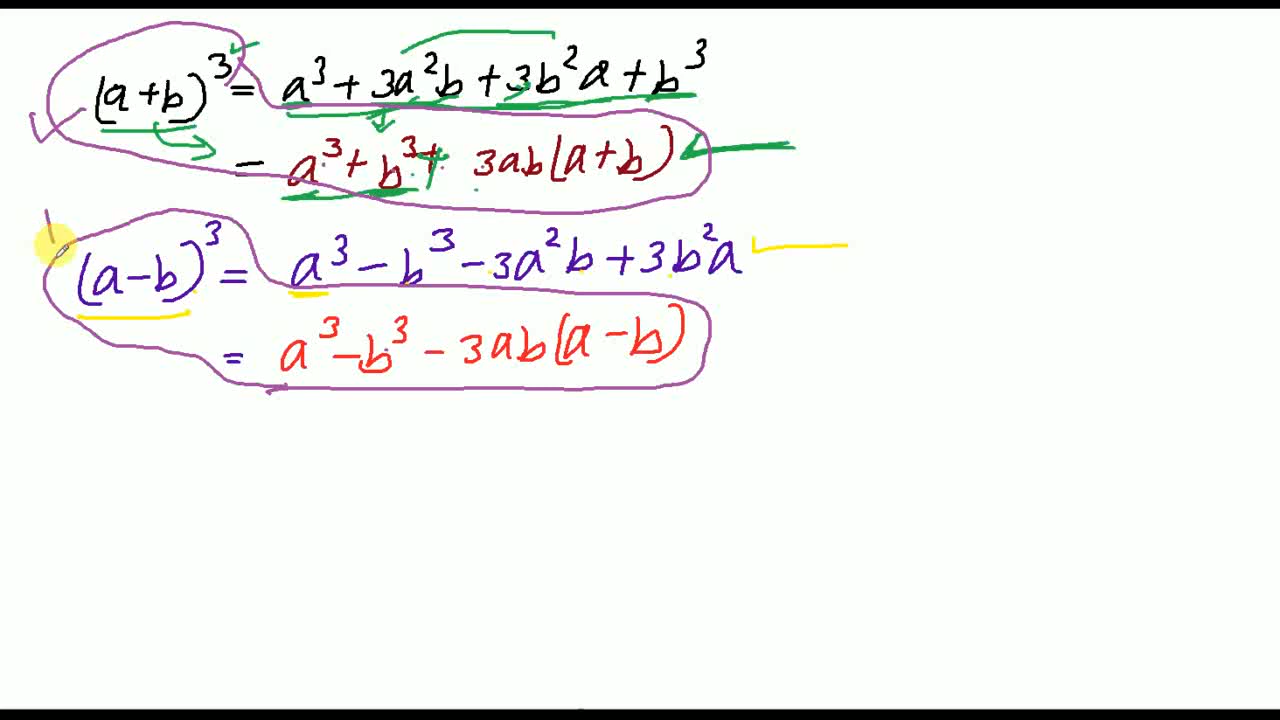 (a+b)³ = a³ + 3a²b + 3b²a + b³
= a³ + b³ + 3ab(a+b)
(a-b)³ = a³ - b³ - 3a²b + 3b²a
= a³ - b³ - 3ab(a-b)